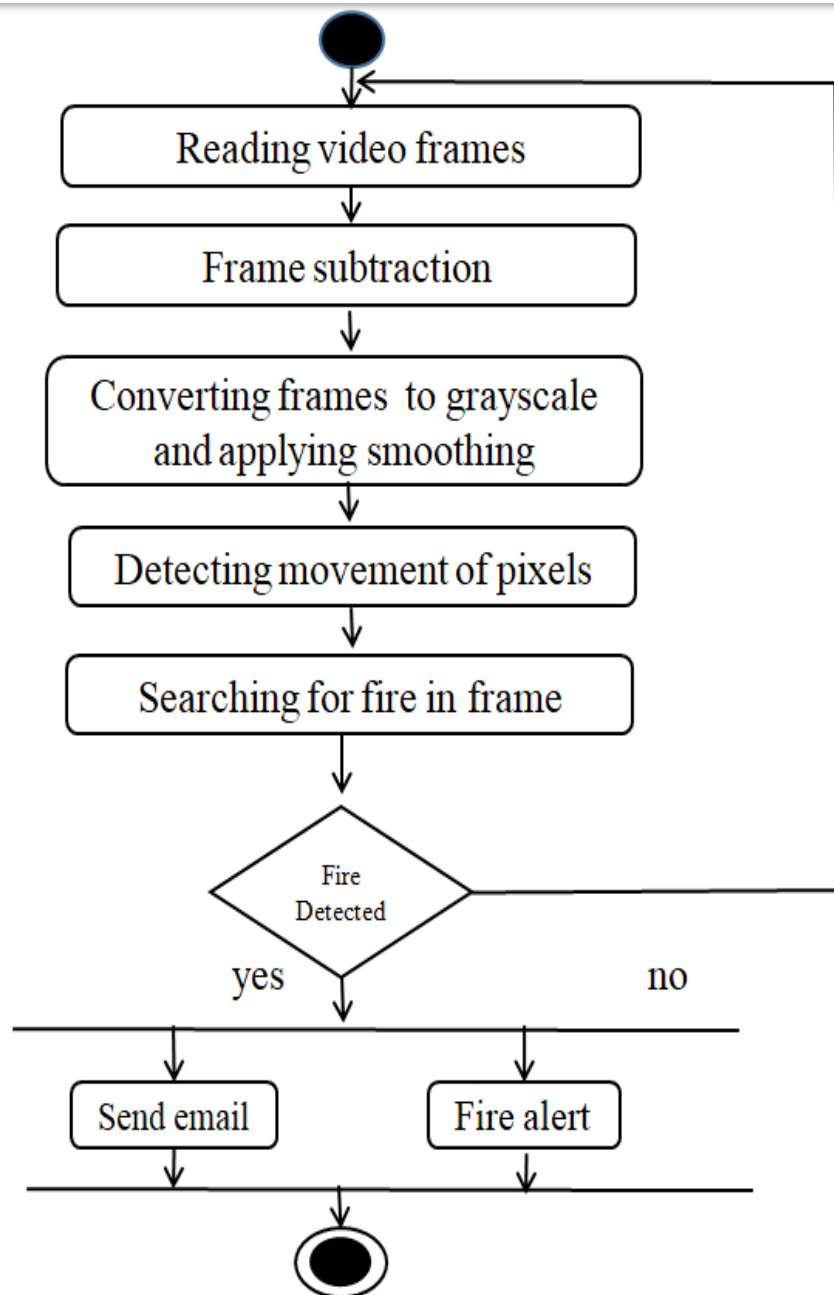 Reading video frames
Frame subtraction
Converting frames to grayscale
and applying smoothing
Detecting movement of pixels
Searching for fire in frame
Fire
Detected
yes
no
Send email
Fire alert